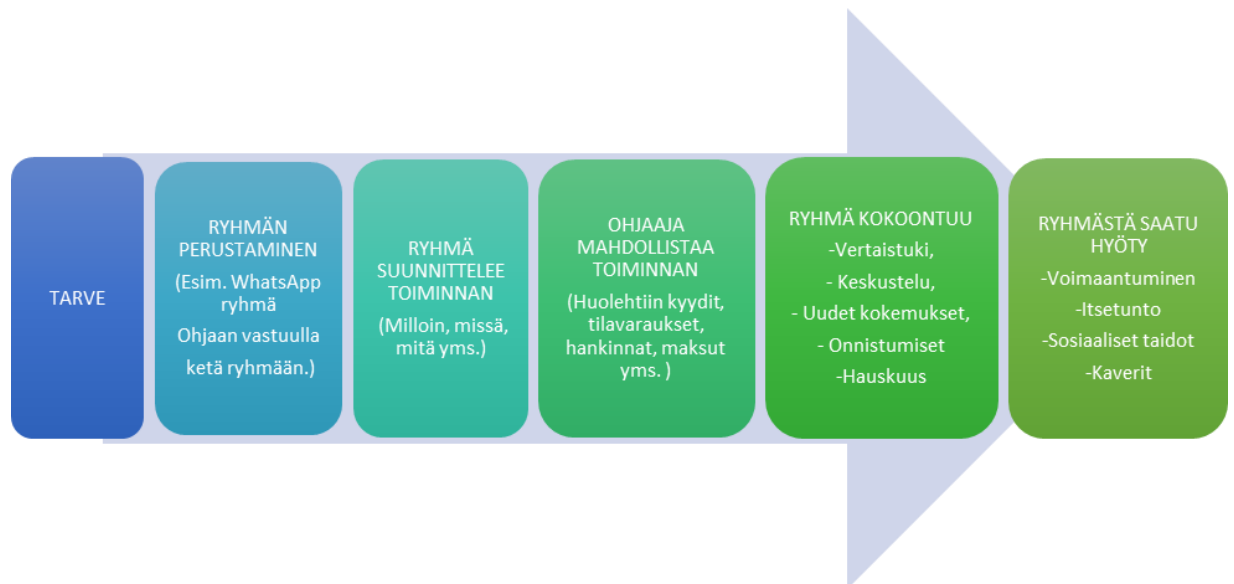 TARVE
RYHMÄN
PERUSTAMINEN
(Esim. WhatsApp
ryhmä
Ohjaan vastuulla
ketä ryhmään.)
RYHMÄ
SUUNNITTELEE
TOIMINNAN
(Milloin, missä,
mitä yms.)
OHJAAJA
MAHDOLLISTAA
TOIMINNAN
(Huolehtiin kyydit,
tilavaraukset,
hankinnat, maksut
yms. )
RYHMÄ KOKOONTUU
-Vertaistuki,
- Keskustelu,
- Uudet kokemukset,
- Onnistumiset
-Hauskuus
RYHMÄSTÄ SAATU
HYÖTY
-Voimaantuminen
-Itsetunto
-Sosiaaliset taidot
-Kaverit